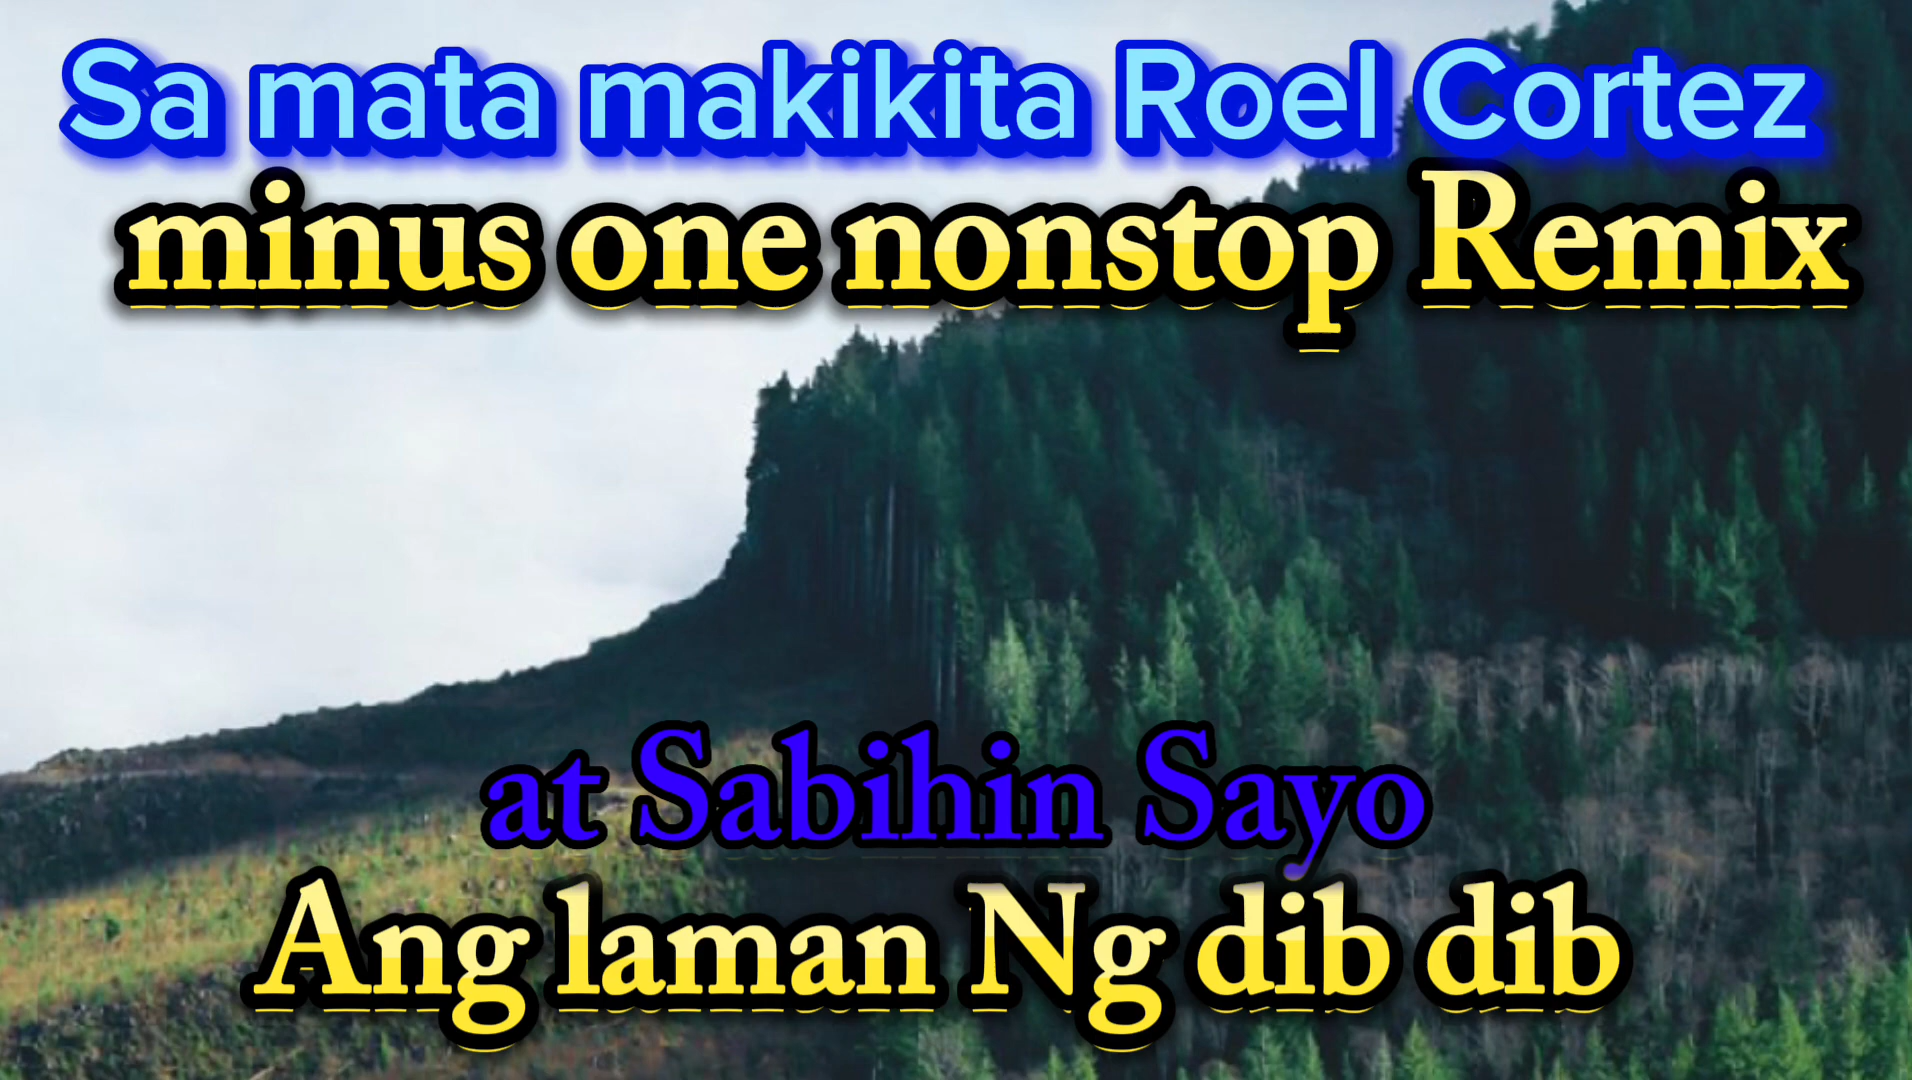 Sa mata makikita Roel Cortez
minus one nonstop Remix
at Sabihin Sayo
Ang laman Ng dib dib